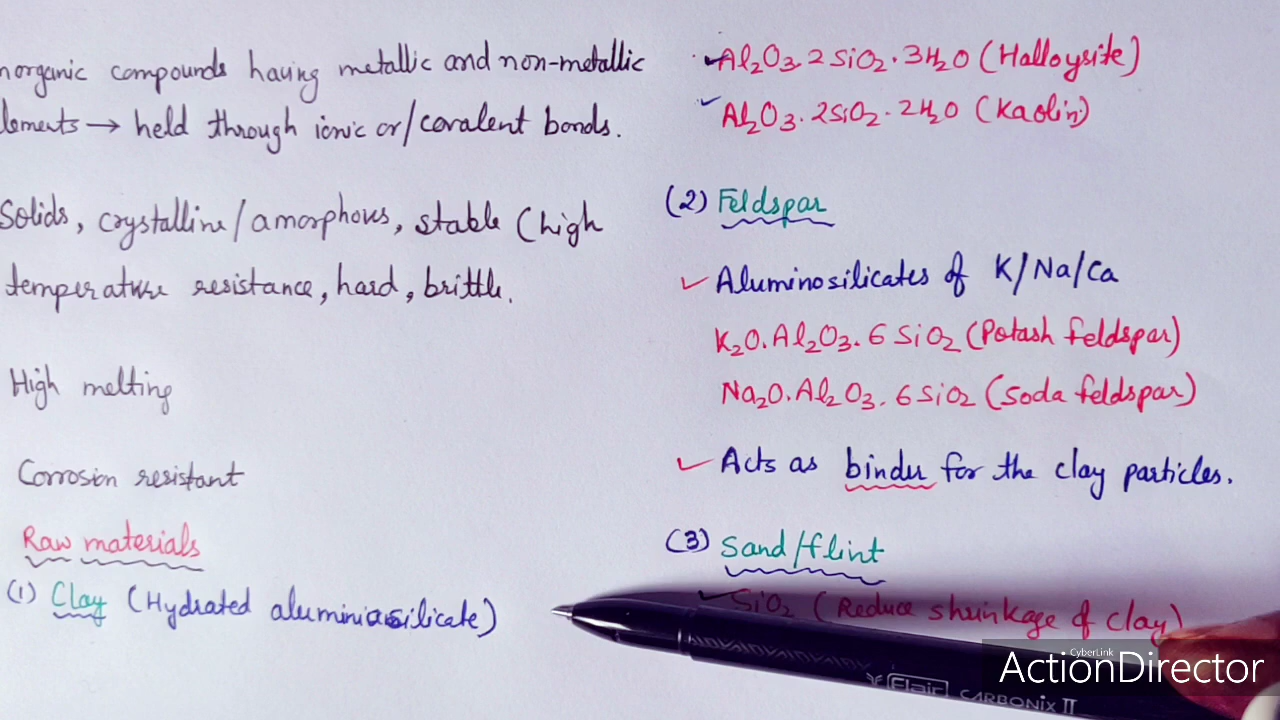 norganic compounds having metallic and non-metallic
lements → held through ionic or/covalent bonds.
Solids, crystalline/amorphous, stable (high
temperature resistance, hard, brittle.
High melting
Corrosion resistant
Raw materials
(1) Clay (Hydrated aluminiasilicate)
Al2O3.2SiO2.3H2O (Halloysite)
Al2O3.2SiO2.2H2O (Kaolin)
(2) Feldspar
Aluminosilicates of K/Na/Ca
K2O.Al2O3.6SiO2 (Potash feldspar)
Na2O.Al2O3.6SiO2 (Soda feldspar)
Acts as binder for the clay particles.
(3) Sand/flint
SiO2 (Reduce shrinkage of clay)
Flair CARBONIX II
CyberLink
ActionDirector